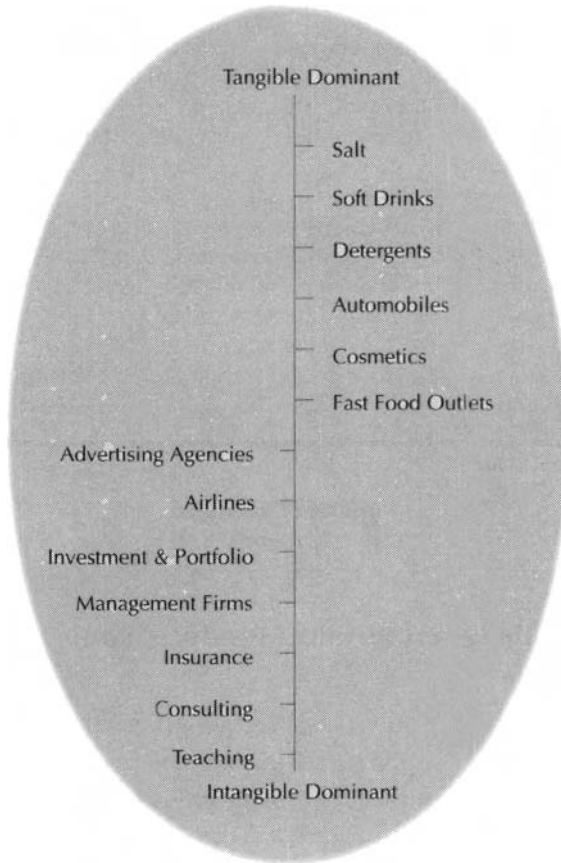 Tangible Dominant
Salt
Soft Drinks
Detergents
Automobiles
Cosmetics
Fast Food Outlets
Advertising Agencies
Airlines
Investment & Portfolio
Management Firms
Insurance
Consulting
Teaching
Intangible Dominant